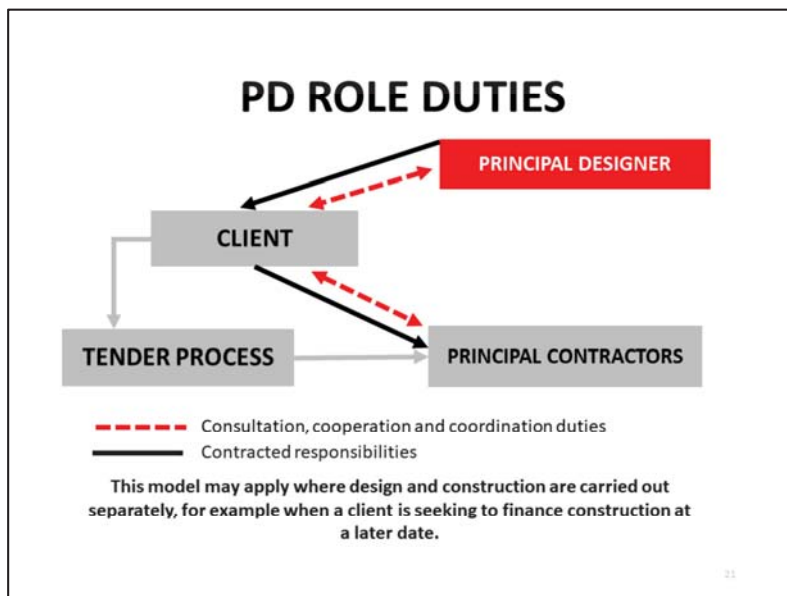 PD ROLE DUTIES
PRINCIPAL DESIGNER
CLIENT
TENDER PROCESS
PRINCIPAL CONTRACTORS
Consultation, cooperation and coordination duties
Contracted responsibilities
This model may apply where design and construction are carried out
separately, for example when a client is seeking to finance construction at
a later date.
21